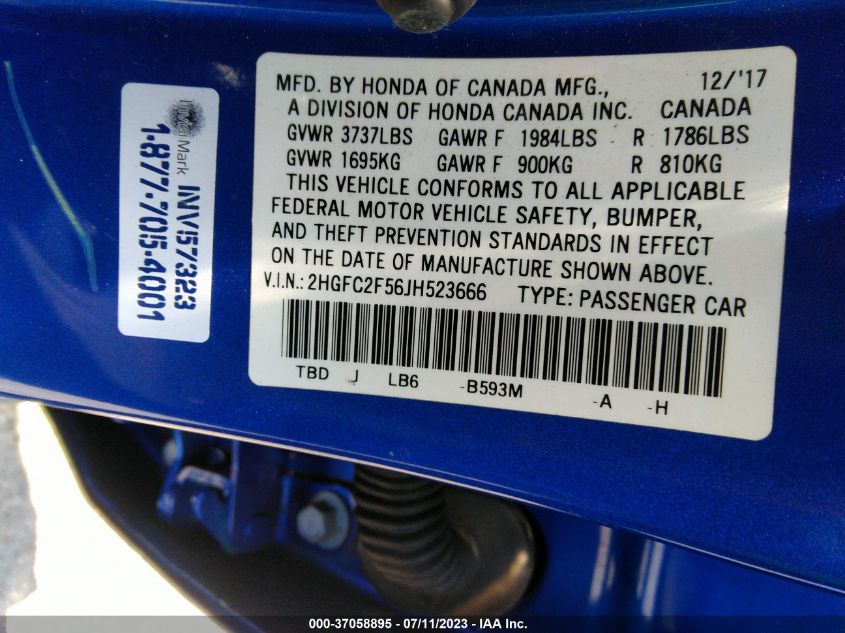 MFD. BY HONDA OF CANADA MFG., 12/'17
A DIVISION OF HONDA CANADA INC. CANADA
GVWR 3737LBS GAWR F 1984LBS R 1786LBS
GVWR 1695KG GAWR F 900KG R 810KG
THIS VEHICLE CONFORMS TO ALL APPLICABLE
FEDERAL MOTOR VEHICLE SAFETY, BUMPER,
AND THEFT PREVENTION STANDARDS IN EFFECT
ON THE DATE OF MANUFACTURE SHOWN ABOVE.
V.I.N.: 2HGFC2F56JH523666 TYPE: PASSENGER CAR
TBD J LB6 -B593M -A -H
InvisiMark
INV57323
1-877-705-4001
000-37058895 - 07/11/2023 - IAA Inc.